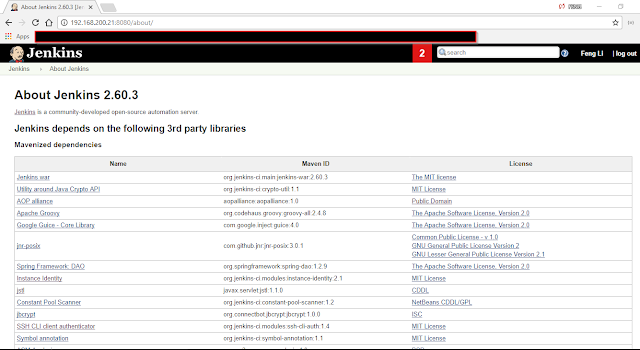 About Jenkins 2.60.3 [Jen
192.168.200.21:8080/about/
Apps
Jenkins
2
search
Feng Li
| log out
Jenkins
About Jenkins
About Jenkins 2.60.3
Jenkins is a community-developed open-source automation server.
Jenkins depends on the following 3rd party libraries
Mavenized dependencies
Name Maven ID License
Jenkins war org.jenkins-ci.main:jenkins-war:2.60.3 The MIT license
Utility around Java Crypto API org.jenkins-ci:crypto-util:1.1 MIT License
AOP alliance aopalliance:aopalliance:1.0 Public Domain
Apache Groovy org.codehaus.groovy:groovy-all:2.4.8 The Apache Software License, Version 2.0
Google Guice - Core Library com.google.inject:guice:4.0 The Apache Software License, Version 2.0
jnr-posix com.github.jnr:jnr-posix:3.0.1 Common Public License - v 1.0
GNU General Public License Version 2
GNU Lesser General Public License Version 2.1
Spring Framework: DAO org.springframework:spring-dao:1.2.9 The Apache Software License, Version 2.0
Instance Identity org.jenkins-ci.modules:instance-identity:2.1 MIT License
jstl javax.servlet:jstl:1.1.0 CDDL
Constant Pool Scanner org.jenkins-ci:constant-pool-scanner:1.2 NetBeans CDDL/GPL
jbcrypt org.connectbot.jbcrypt:jbcrypt:1.0.0 ISC
SSH CLI client authenticator org.jenkins-ci.modules:ssh-cli-auth:1.4 MIT License
Symbol annotation org.jenkins-ci:symbol-annotation:1.1 MIT License